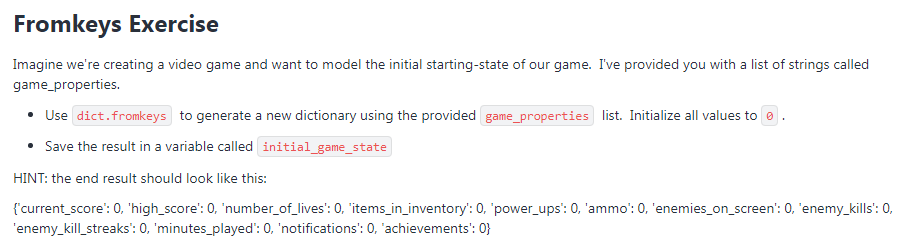 Fromkeys Exercise
Imagine we're creating a video game and want to model the initial starting-state of our game.  I've provided you with a list of strings called
game_properties.
• Use dict.fromkeys to generate a new dictionary using the provided game_properties list.  Initialize all values to 0 .
• Save the result in a variable called initial_game_state
HINT: the end result should look like this:
{'current_score': 0, 'high_score': 0, 'number_of_lives': 0, 'items_in_inventory': 0, 'power_ups': 0, 'ammo': 0, 'enemies_on_screen': 0, 'enemy_kills': 0,
'enemy_kill_streaks': 0, 'minutes_played': 0, 'notifications': 0, 'achievements': 0}